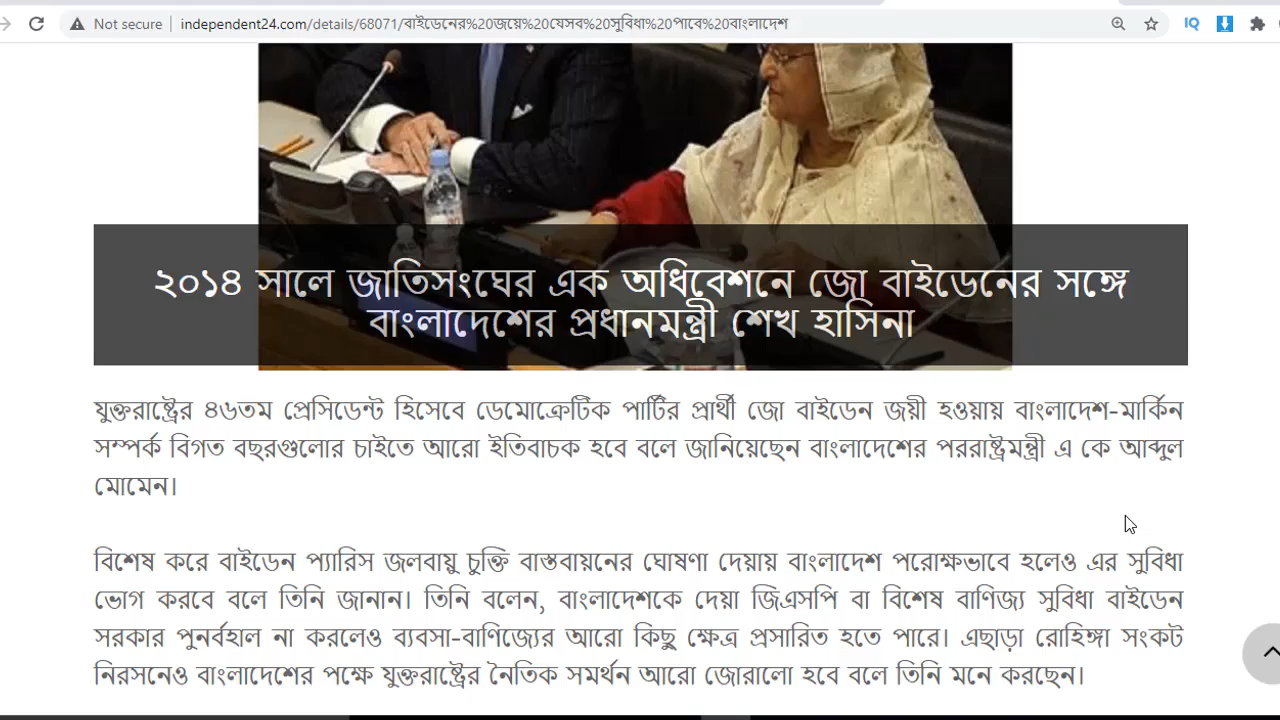 Not secure independent24.com/details/68071/বাইডেনের%20জয়ে%20যেসব%20সুবিধা%20পাবে%20বাংলাদেশ
২০১৪ সালে জাতিসংঘের এক অধিবেশনে জো বাইডেনের সঙ্গে
বাংলাদেশের প্রধানমন্ত্রী শেখ হাসিনা
যুক্তরাষ্ট্রের ৪৬তম প্রেসিডেন্ট হিসেবে ডেমোক্রেটিক পার্টির প্রার্থী জো বাইডেন জয়ী হওয়ায় বাংলাদেশ-মার্কিন
সম্পর্ক বিগত বছরগুলোর চাইতে আরো ইতিবাচক হবে বলে জানিয়েছেন বাংলাদেশের পররাষ্ট্রমন্ত্রী এ কে আব্দুল
মোমেন।
বিশেষ করে বাইডেন প্যারিস জলবায়ু চুক্তি বাস্তবায়নের ঘোষণা দেয়ায় বাংলাদেশ পরোক্ষভাবে হলেও এর সুবিধা
ভোগ করবে বলে তিনি জানান। তিনি বলেন, বাংলাদেশকে দেয়া জিএসপি বা বিশেষ বাণিজ্য সুবিধা বাইডেন
সরকার পুনর্বহাল না করলেও ব্যবসা-বাণিজ্যের আরো কিছু ক্ষেত্র প্রসারিত হতে পারে। এছাড়া রোহিঙ্গা সংকট
নিরসনেও বাংলাদেশের পক্ষে যুক্তরাষ্ট্রের নৈতিক সমর্থন আরো জোরালো হবে বলে তিনি মনে করছেন।